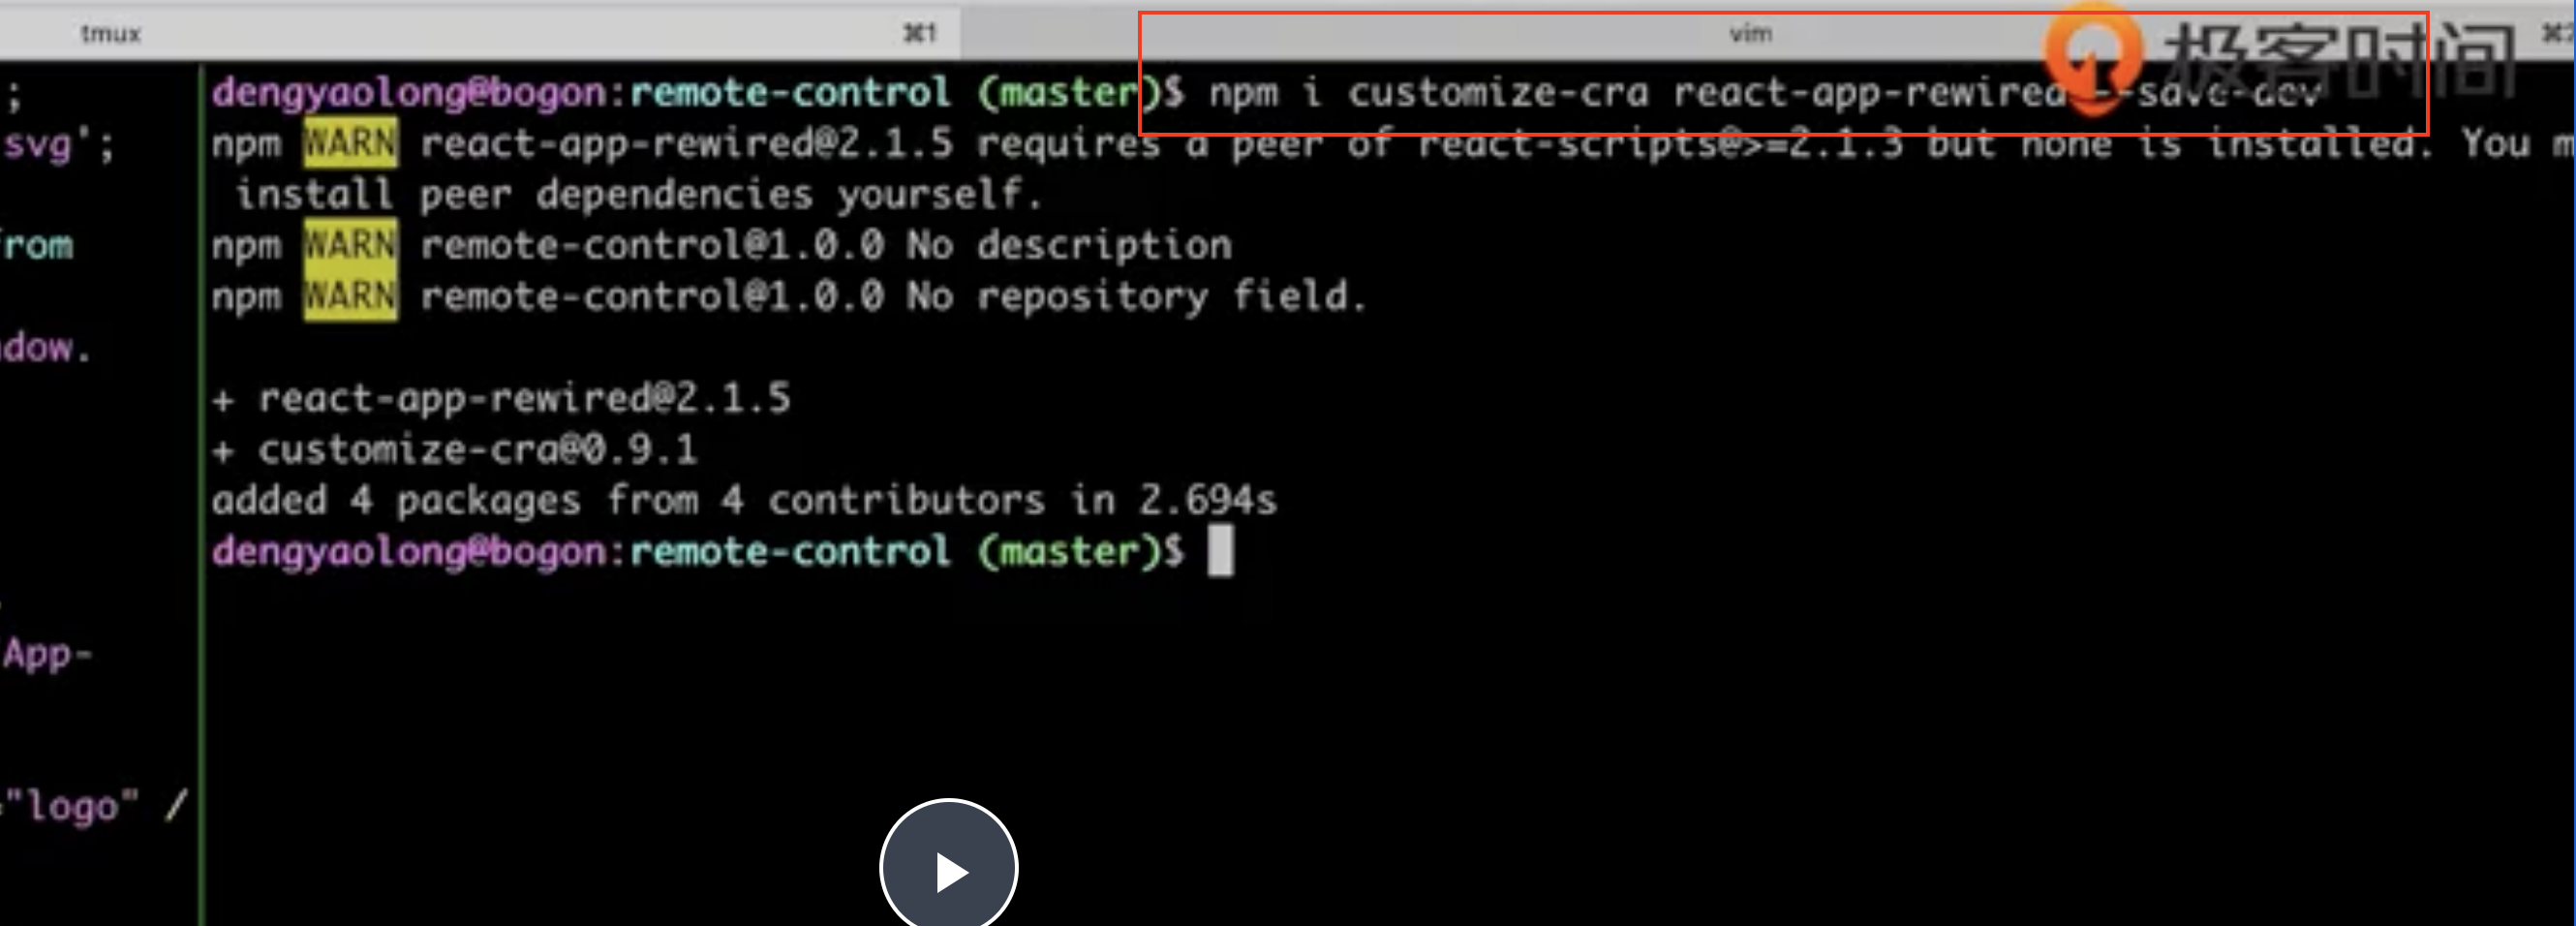 tmux ⌘1 vim
极客时间
;
svg';
from
dow.
App-
"logo" /
dengyaolong@bogon:remote-control (master)$ npm i customize-cra react-app-rewired --save-dev
npm WARN react-app-rewired@2.1.5 requires a peer of react-scripts@>=2.1.3 but none is installed. You m
install peer dependencies yourself.
npm WARN remote-control@1.0.0 No description
npm WARN remote-control@1.0.0 No repository field.
+ react-app-rewired@2.1.5
+ customize-cra@0.9.1
added 4 packages from 4 contributors in 2.694s
dengyaolong@bogon:remote-control (master)$